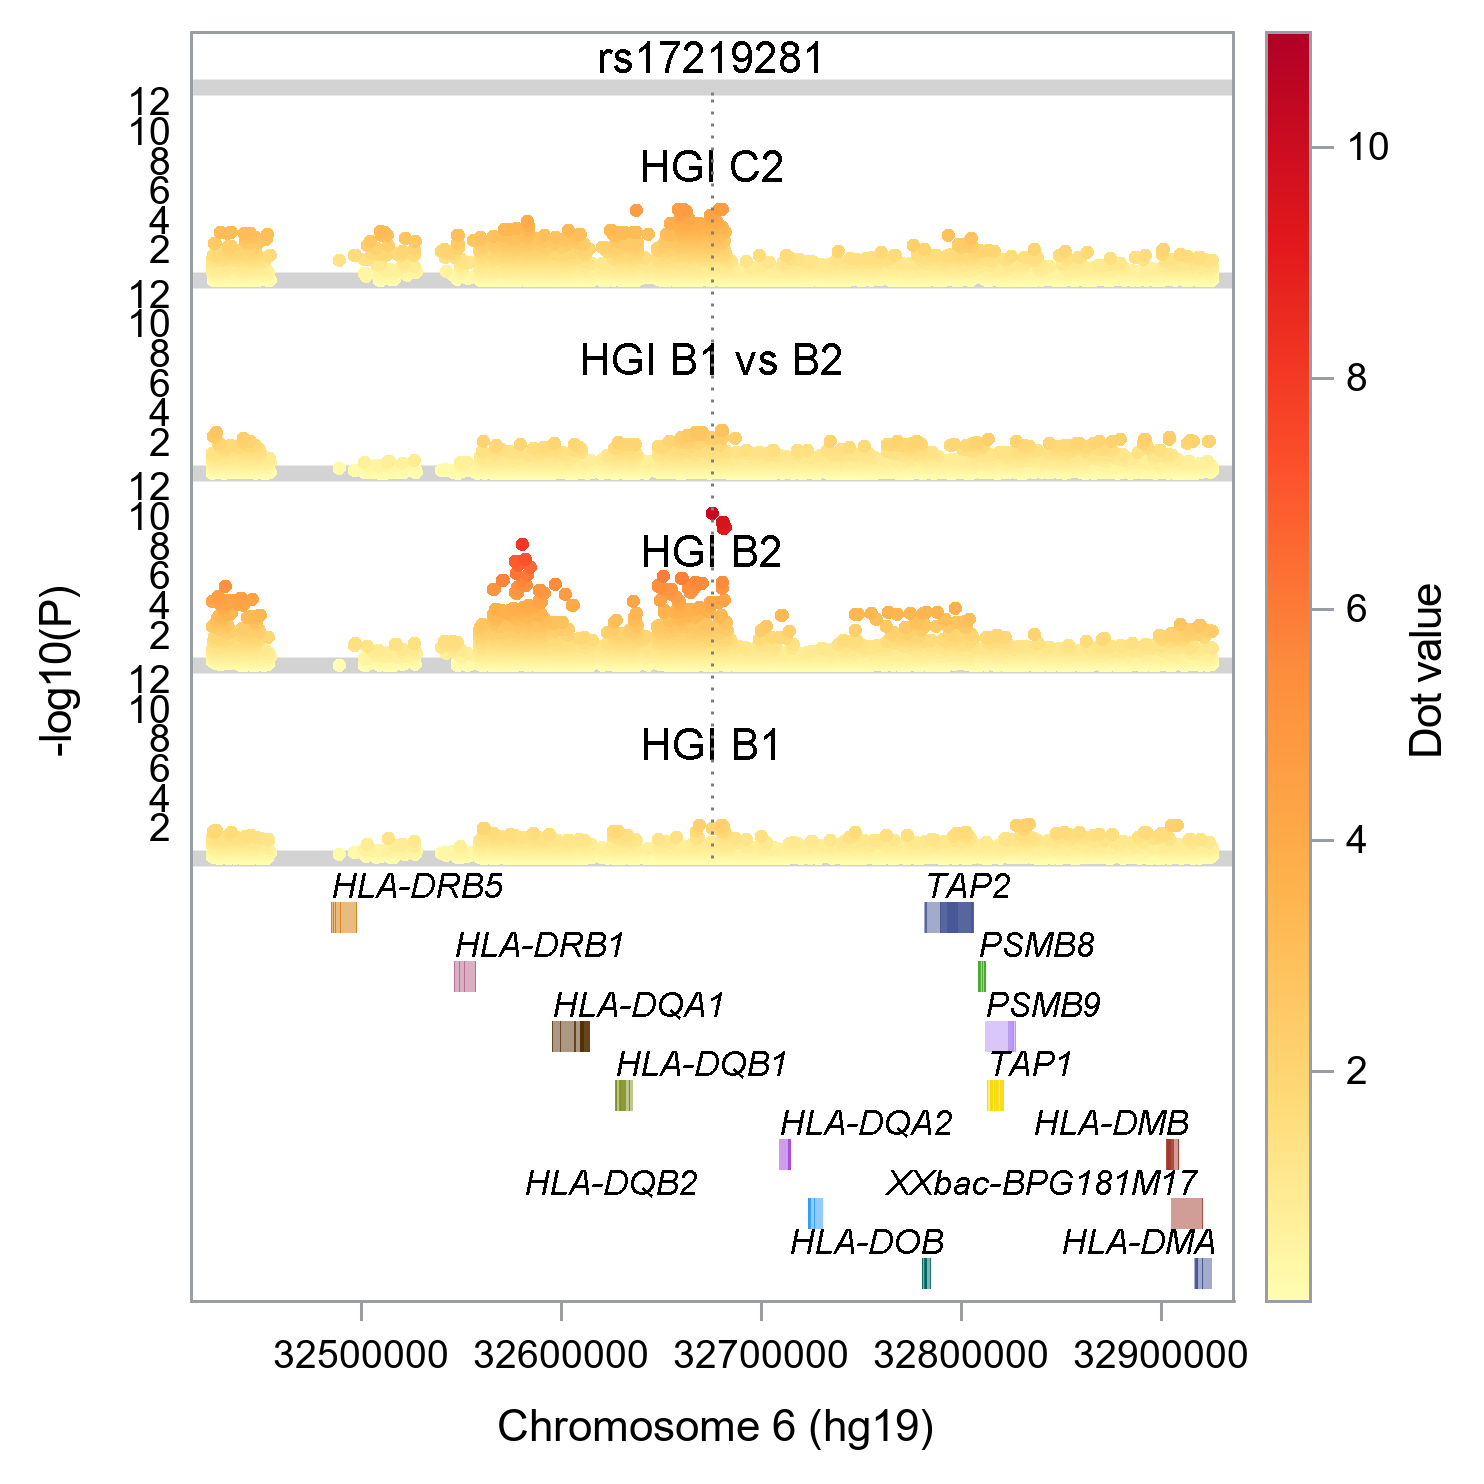 rs17219281
12
10
8
6
4
2
HGI C2
12
10
8
6
4
2
HGI B1 vs B2
12
10
8
6
4
2
HGI B2
12
10
8
6
4
2
HGI B1
-log10(P)
HLA-DRB5
TAP2
HLA-DRB1
PSMB8
HLA-DQA1
PSMB9
HLA-DQB1
TAP1
HLA-DQA2
HLA-DMB
HLA-DQB2
XXbac-BPG181M17
HLA-DOB
HLA-DMA
32500000
32600000
32700000
32800000
32900000
Chromosome 6 (hg19)
10
8
6
4
2
Dot value